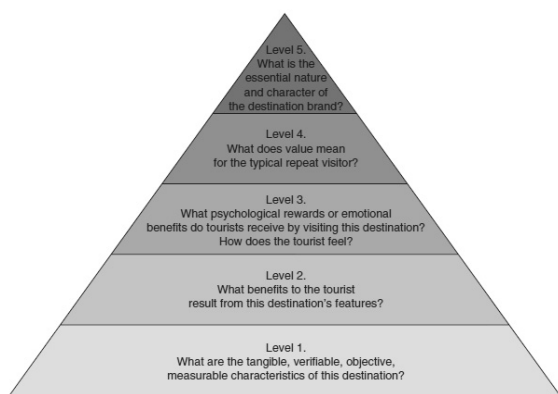 Level 5.
What is the
essential nature
and character of
the destination brand?
Level 4.
What does value mean
for the typical repeat visitor?
Level 3.
What psychological rewards or emotional
benefits do tourists receive by visiting this destination?
How does the tourist feel?
Level 2.
What benefits to the tourist
result from this destination's features?
Level 1.
What are the tangible, verifiable, objective,
measurable characteristics of this destination?